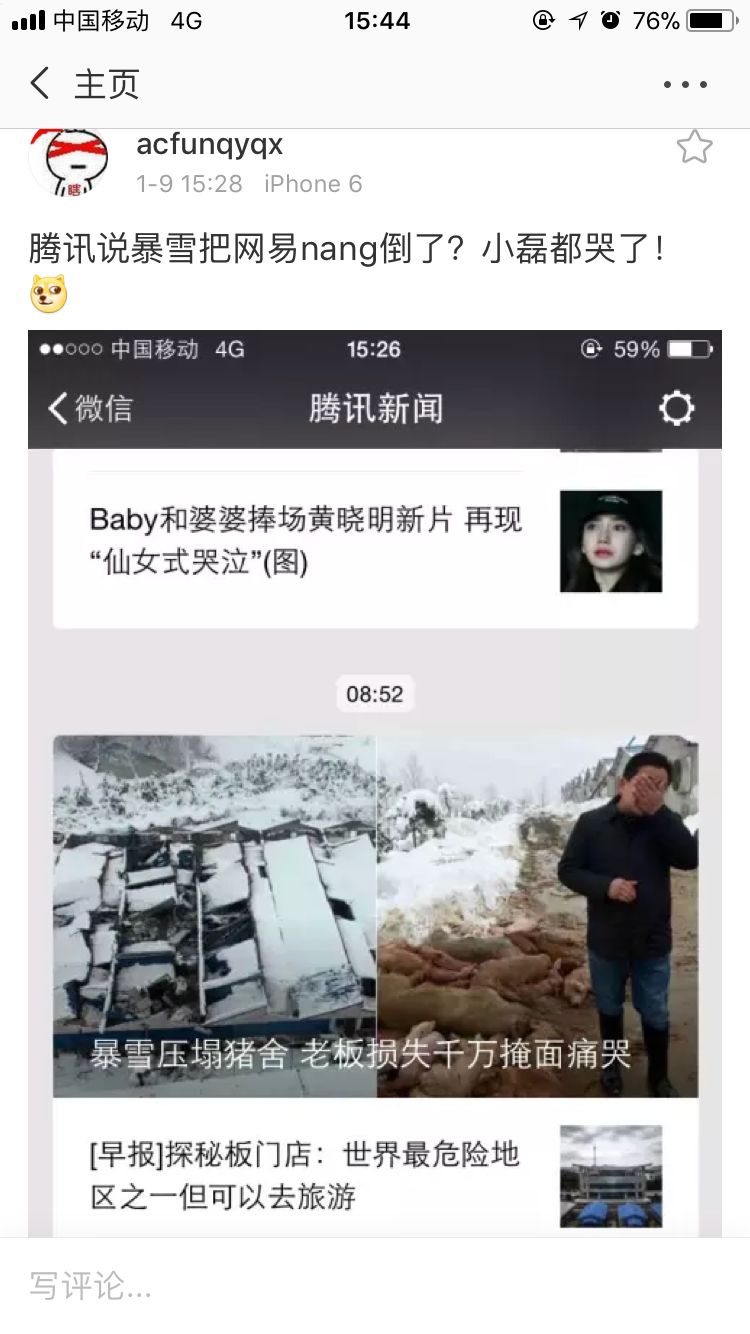 中国移动 4G 15:44 76%
主页
acfunqyqx
1-9 15:28 iPhone 6
瞎
腾讯说暴雪把网易nang倒了？小磊都哭了！
中国移动 4G 15:26 59%
微信 腾讯新闻
Baby和婆婆捧场黄晓明新片 再现
“仙女式哭泣”(图)
08:52
暴雪压塌猪舍 老板损失千万掩面痛哭
[早报]探秘板门店：世界最危险地
区之一但可以去旅游
写评论...